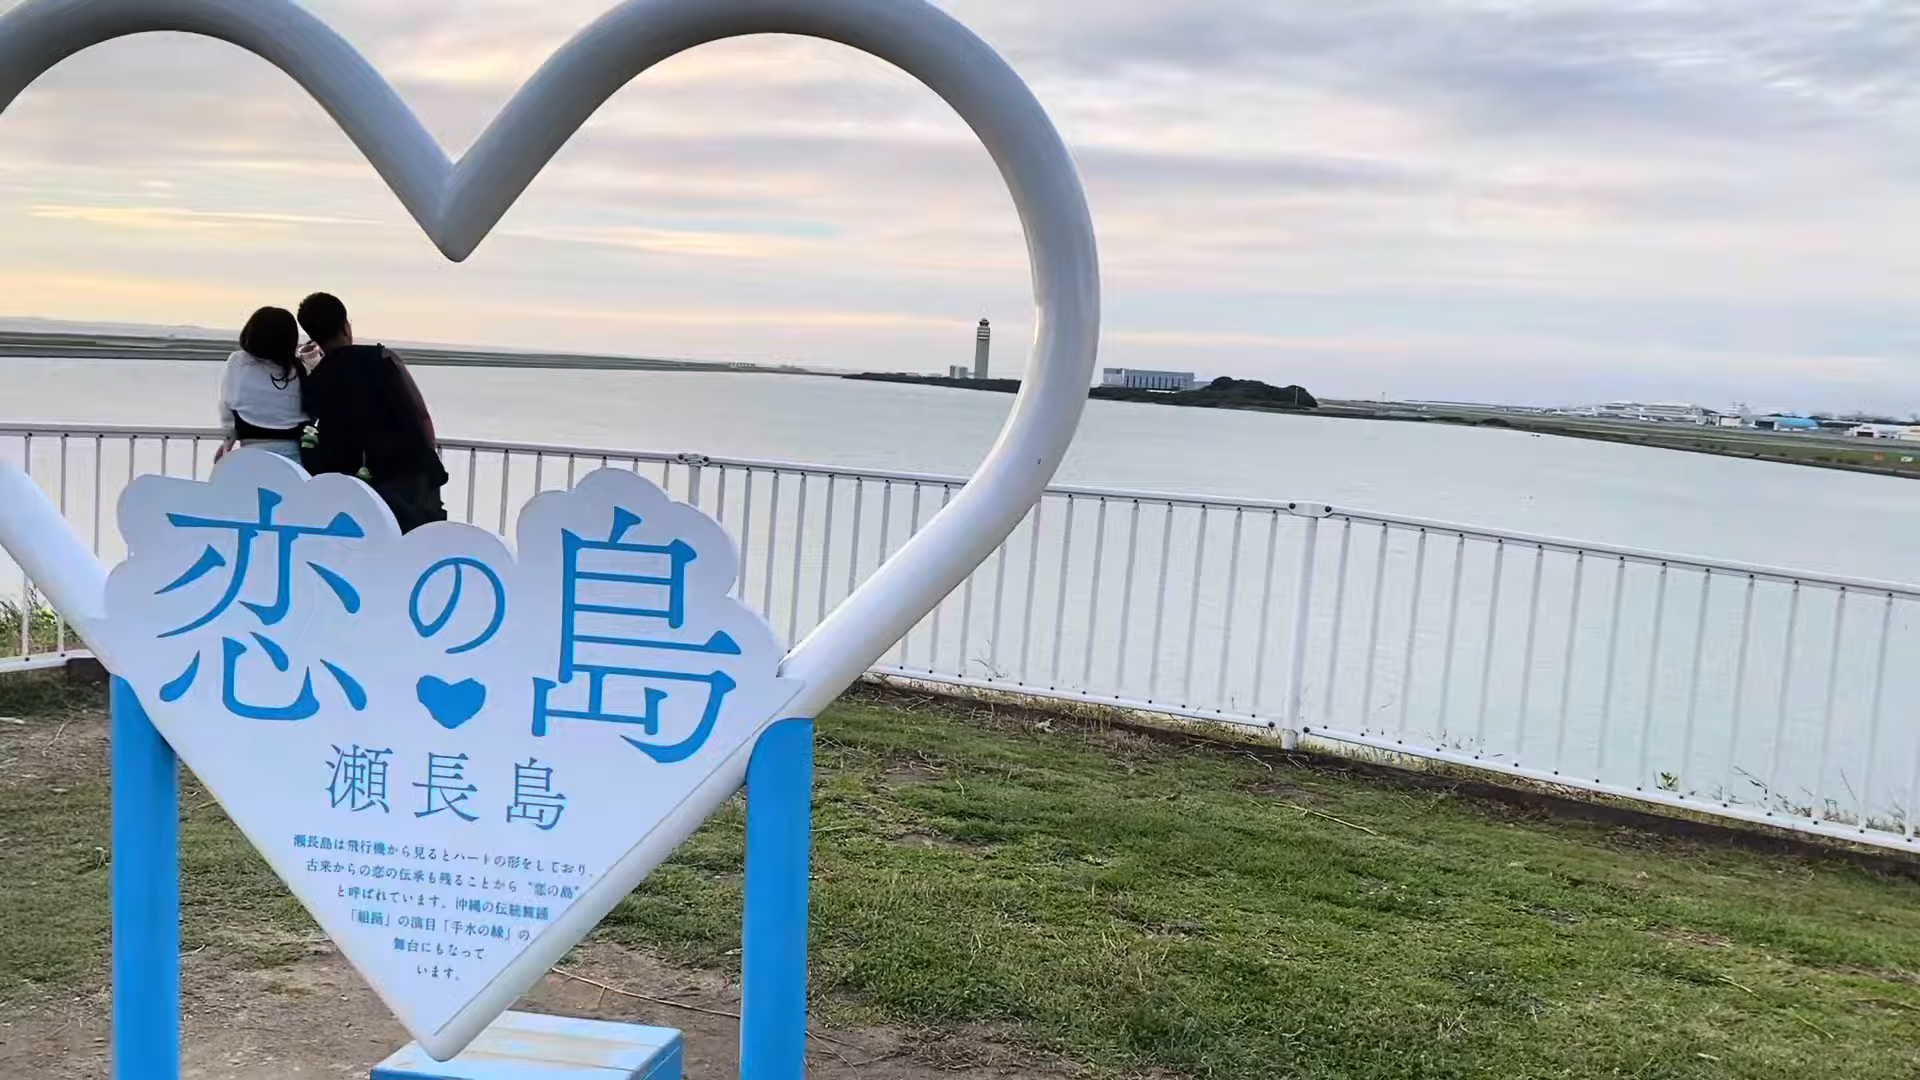 恋の島
瀬長島
瀬長島は飛行機から見るとハートの形をしており、
古来からの恋の伝承も残ることから“恋の島”
と呼ばれています。沖縄の伝統舞踊
「組踊」の演目「手水の縁」の
舞台にもなって
います。